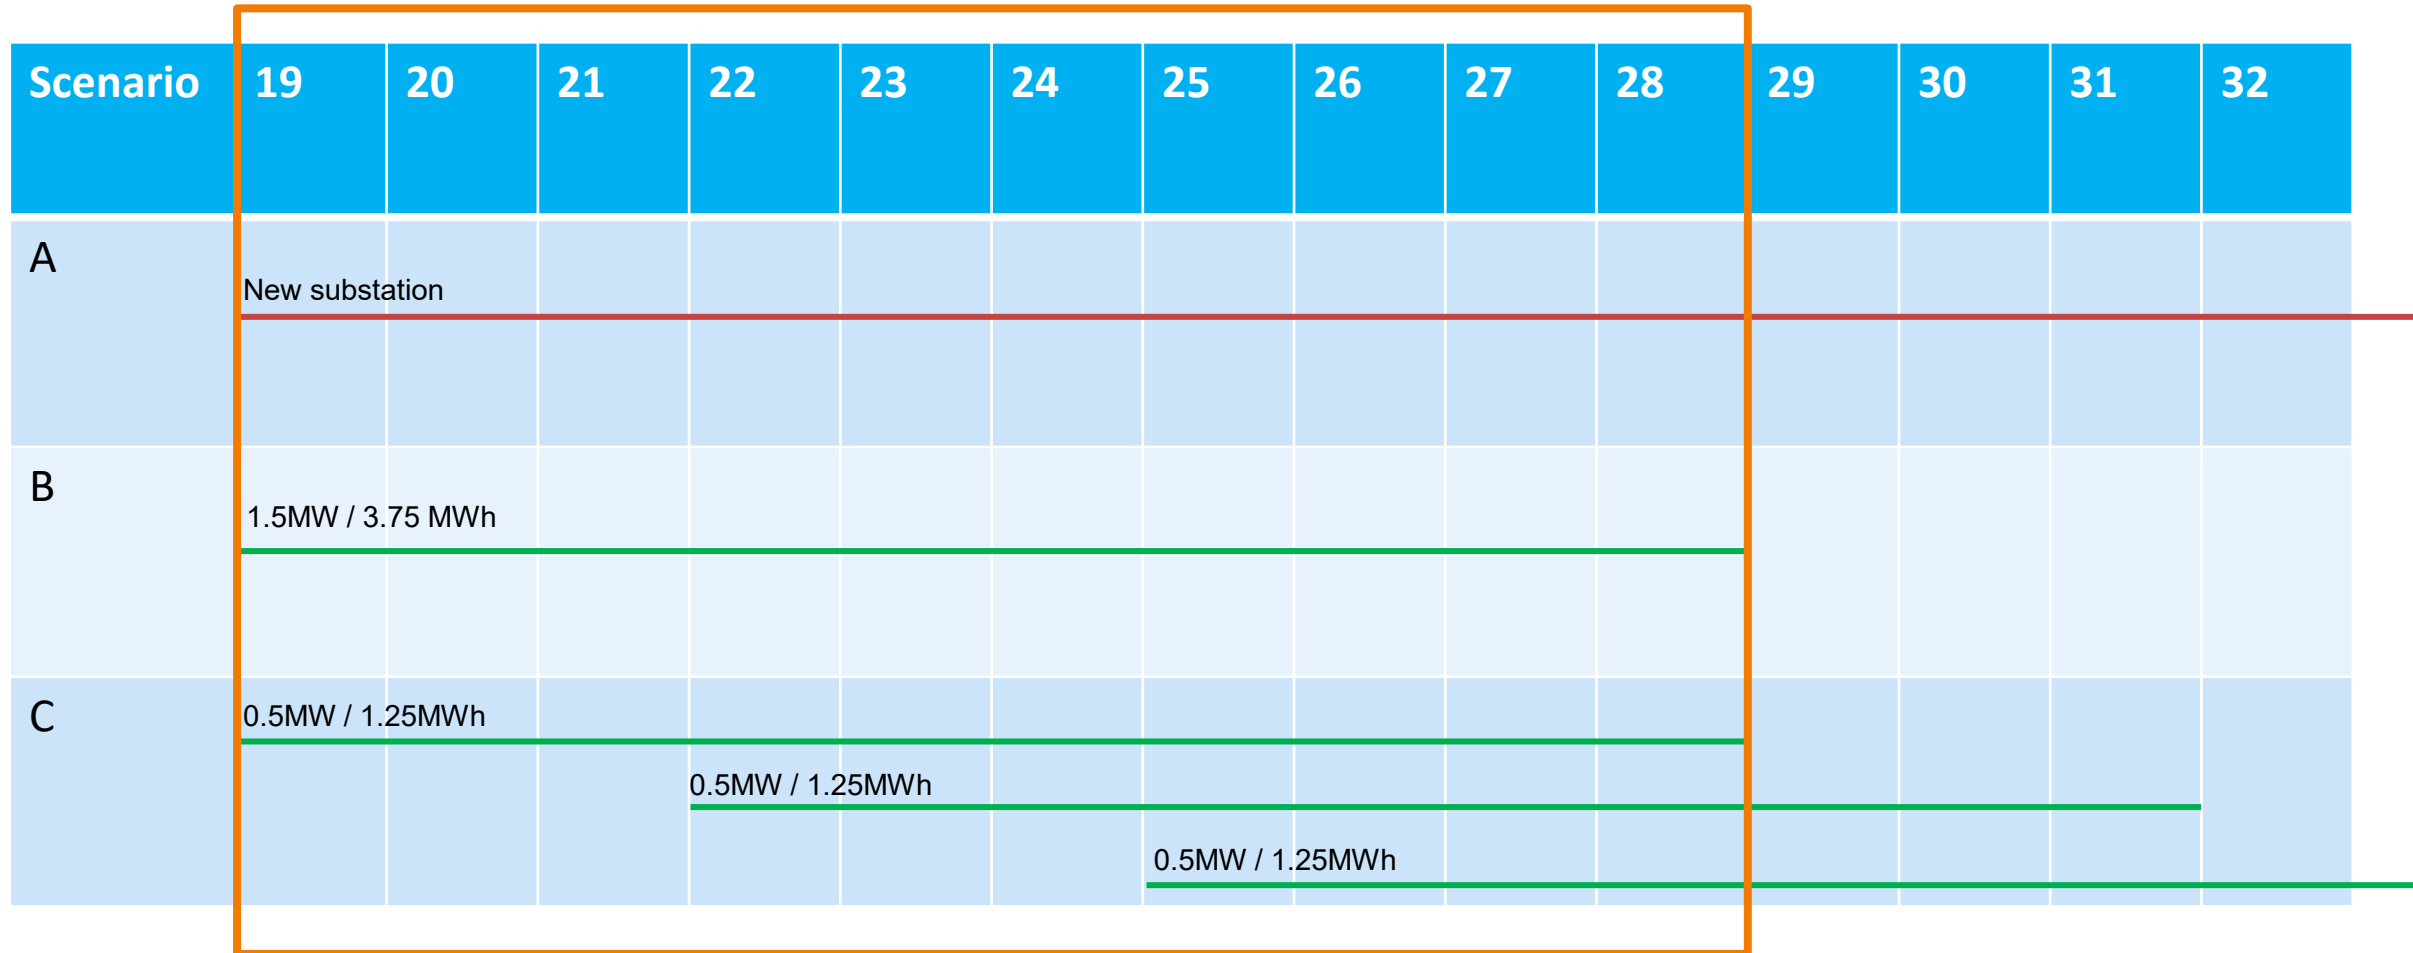 Scenario 19 20 21 22 23 24 25 26 27 28 29 30 31 32
A
New substation
B
1.5MW / 3.75 MWh
C
0.5MW / 1.25MWh
0.5MW / 1.25MWh
0.5MW / 1.25MWh